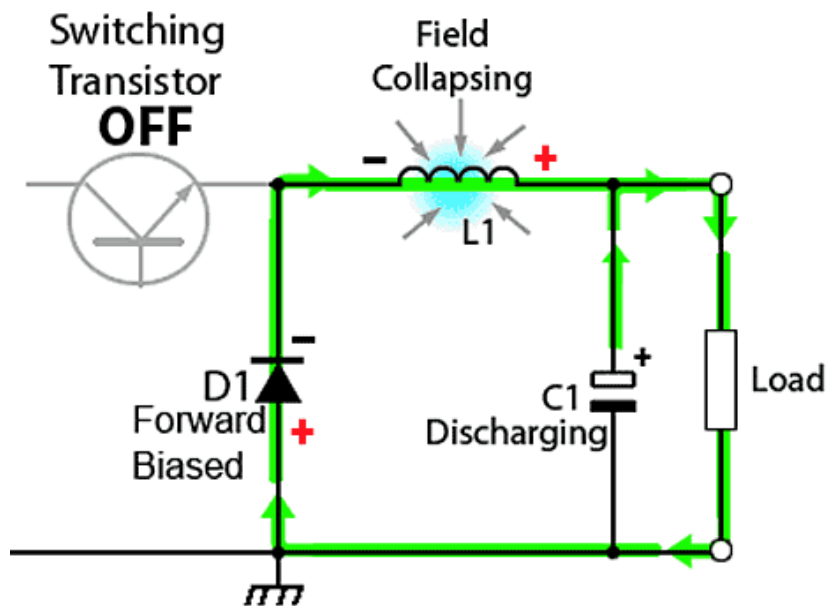 Switching
Transistor
OFF
Field
Collapsing
- +
L1
-
D1
Forward
Biased
+
+
C1
Discharging
Load